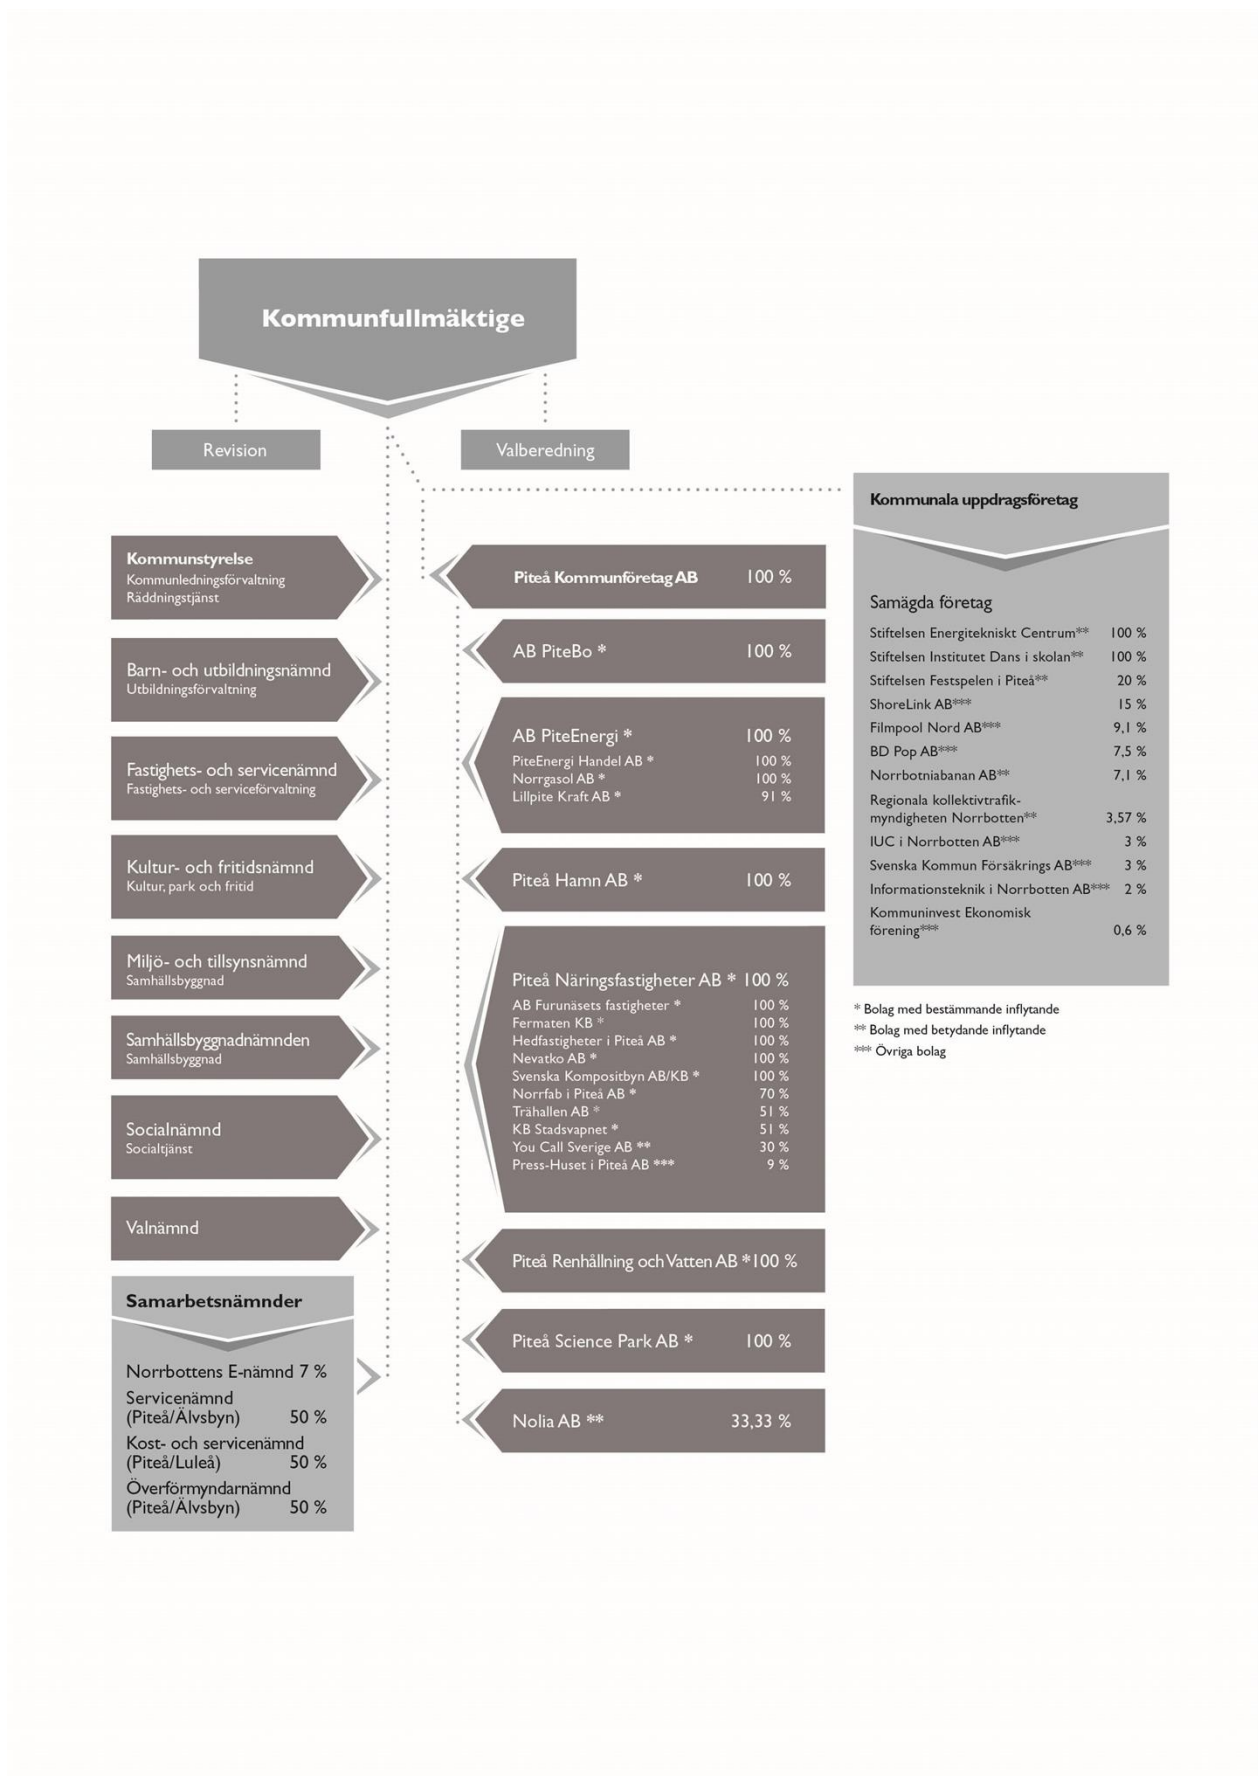 Kommunfullmäktige
Revision
Valberedning
Kommunstyrelse
Kommunledningsförvaltning
Räddningstjänst
Barn- och utbildningsnämnd
Utbildningsförvaltning
Fastighets- och servicenämnd
Fastighets- och serviceförvaltning
Kultur- och fritidsnämnd
Kultur, park och fritid
Miljö- och tillsynsnämnd
Samhällsbyggnad
Samhällsbyggnadnämnden
Samhällsbyggnad
Socialnämnd
Socialtjänst
Valnämnd
Samarbetsnämnder
Norrbottens E-nämnd 7 %
Servicenämnd
(Piteå/Älvsbyn) 50 %
Kost- och servicenämnd
(Piteå/Luleå) 50 %
Överförmyndarnämnd
(Piteå/Älvsbyn) 50 %
Piteå Kommunföretag AB 100 %
AB PiteBo * 100 %
AB PiteEnergi * 100 %
PiteEnergi Handel AB * 100 %
Norrgasol AB * 100 %
Lillpite Kraft AB * 91 %
Piteå Hamn AB * 100 %
Piteå Näringsfastigheter AB * 100 %
AB Furunäsets fastigheter * 100 %
Fermaten KB * 100 %
Hedfastigheter i Piteå AB * 100 %
Nevatko AB * 100 %
Svenska Kompositbyn AB/KB * 100 %
Norrfab i Piteå AB * 70 %
Trähallen AB * 51 %
KB Stadsvapnet * 51 %
You Call Sverige AB ** 30 %
Press-Huset i Piteå AB *** 9 %
Piteå Renhållning och Vatten AB *100 %
Piteå Science Park AB * 100 %
Nolia AB ** 33,33 %
Kommunala uppdragsföretag
Samägda företag
Stiftelsen Energitekniskt Centrum** 100 %
Stiftelsen Institutet Dans i skolan** 100 %
Stiftelsen Festspelen i Piteå** 20 %
ShoreLink AB*** 15 %
Filmpool Nord AB*** 9,1 %
BD Pop AB*** 7,5 %
Norrbotniabanan AB** 7,1 %
Regionala kollektivtrafik-
myndigheten Norrbotten** 3,57 %
IUC i Norrbotten AB*** 3 %
Svenska Kommun Försäkrings AB*** 3 %
Informationsteknik i Norrbotten AB*** 2 %
Kommuninvest Ekonomisk
förening*** 0,6 %
* Bolag med bestämmande inflytande
** Bolag med betydande inflytande
*** Övriga bolag